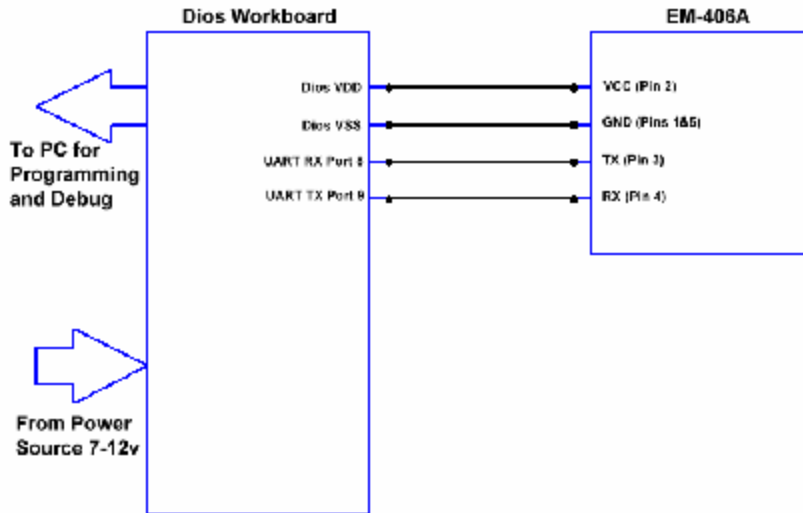 Dios Workboard
EM-406A
Dios VDD
VCC (Pin 2)
Dios VSS
GND (Pins 1&5)
To PC for
Programming
and Debug
UART RX Port 8
TX (Pin 3)
UART TX Port 9
RX (Pin 4)
From Power
Source 7-12v